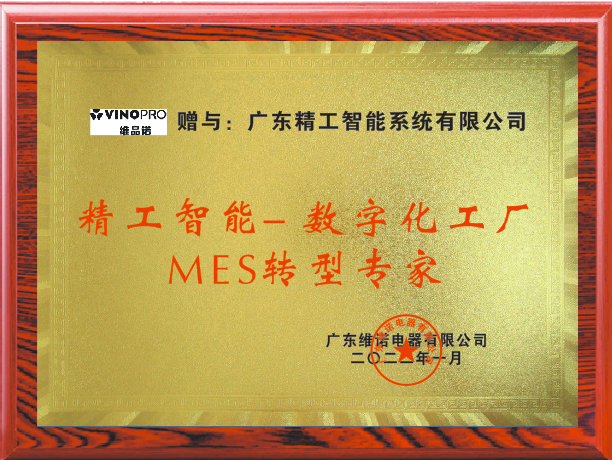 VINOPRO
维品诺
赠与：广东精工智能系统有限公司
精工智能–数字化工厂
MES转型专家
广东维诺电器有限公司
二〇二二年一月